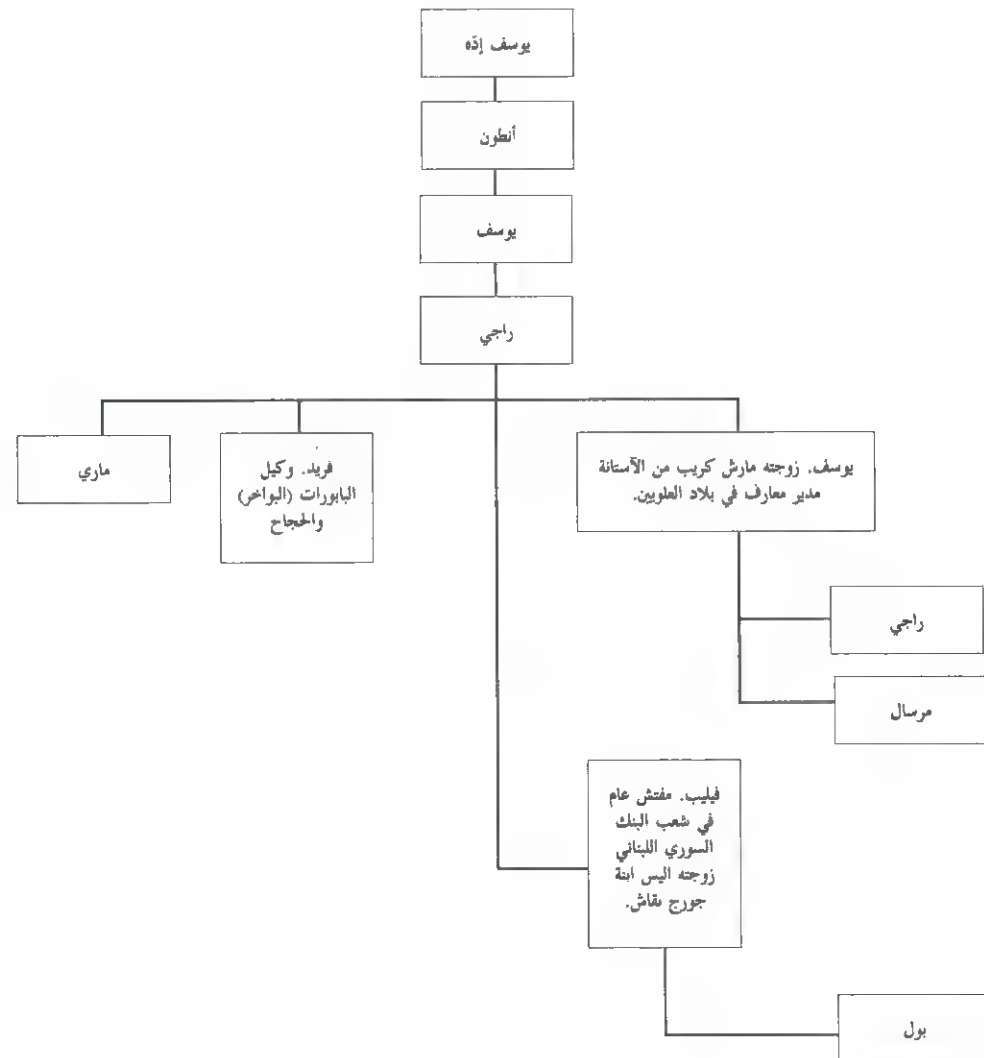 يوسف إدّه
أنطون
يوسف
راجي
يوسف. زوجته مارش كريب من الآستانة
مدير معارف في بلاد العلويين.
فريد. وكيل
البابورات (البواخر)
والحجاج
ماري
راجي
مرسال
فيليب. مفتش عام
في شعب البنك
السوري اللبناني
زوجته اليس ابنة
جورج نقاش.
بول